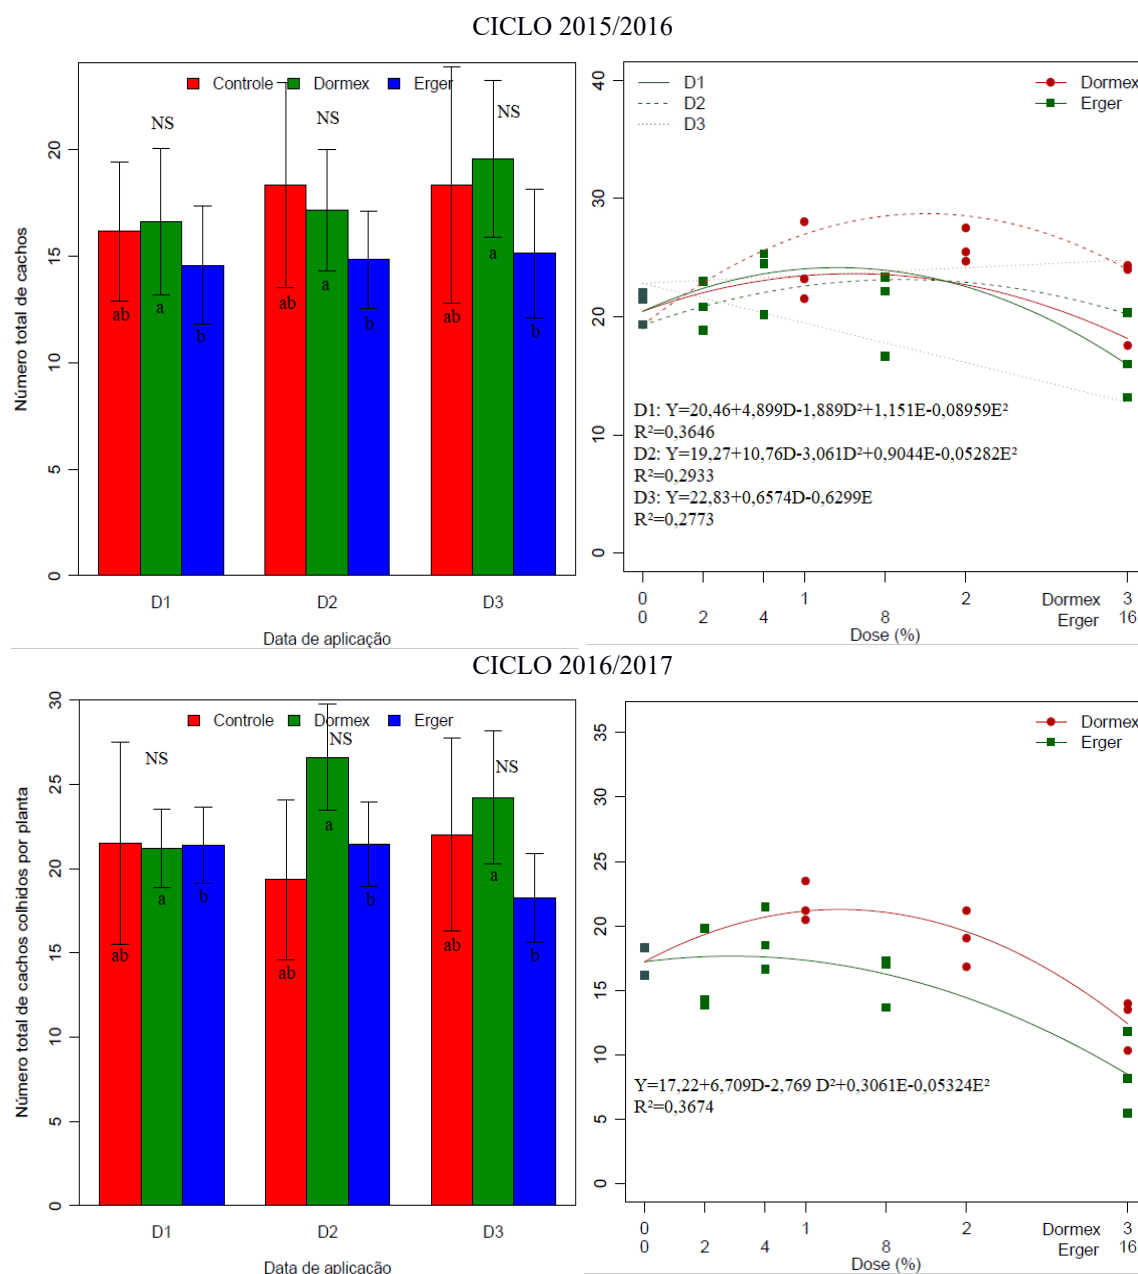 CICLO 2015/2016
Controle Dormex Erger
Número total de cachos
20
15
10
5
0
NS
NS
NS
ab
a
b
ab
a
b
ab
a
b
D1 D2 D3
Data de aplicação
D1
D2
D3
Dormex
Erger
40
30
20
10
0
D1: Y=20,46+4,899D-1,889D²+1,151E-0,08959E²
R²=0,3646
D2: Y=19,27+10,76D-3,061D²+0,9044E-0,05282E²
R²=0,2933
D3: Y=22,83+0,6574D-0,6299E
R²=0,2773
0 1 2 Dormex 3
0 2 4 8 Erger 16
Dose (%)
CICLO 2016/2017
Controle Dormex Erger
Número total de cachos colhidos por planta
30
25
20
15
10
5
0
NS
NS
NS
ab
a
b
ab
a
b
ab
a
b
D1 D2 D3
Data de aplicação
Dormex
Erger
35
30
25
20
15
10
5
0
Y=17,22+6,709D-2,769 D²+0,3061E-0,05324E²
R²=0,3674
0 1 2 Dormex 3
0 2 4 8 Erger 16
Dose (%)